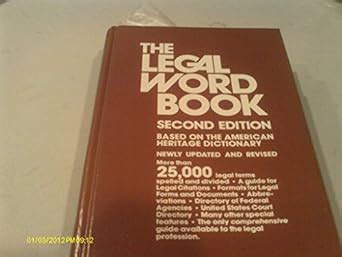 THE
LEGAL
WORD
BOOK
SECOND EDITION
BASED ON THE AMERICAN
HERITAGE DICTIONARY
NEWLY UPDATED AND REVISED
More than
25,000 legal terms
spelled and divided • A guide for
Legal Citations • Formats for Legal
Forms and Documents • Abbre-
viations • Directory of Federal
Agencies • United States Court
Directory • Many other special
features • The only comprehensive
guide available to the legal
profession.
01/03/2012 PM 09:12